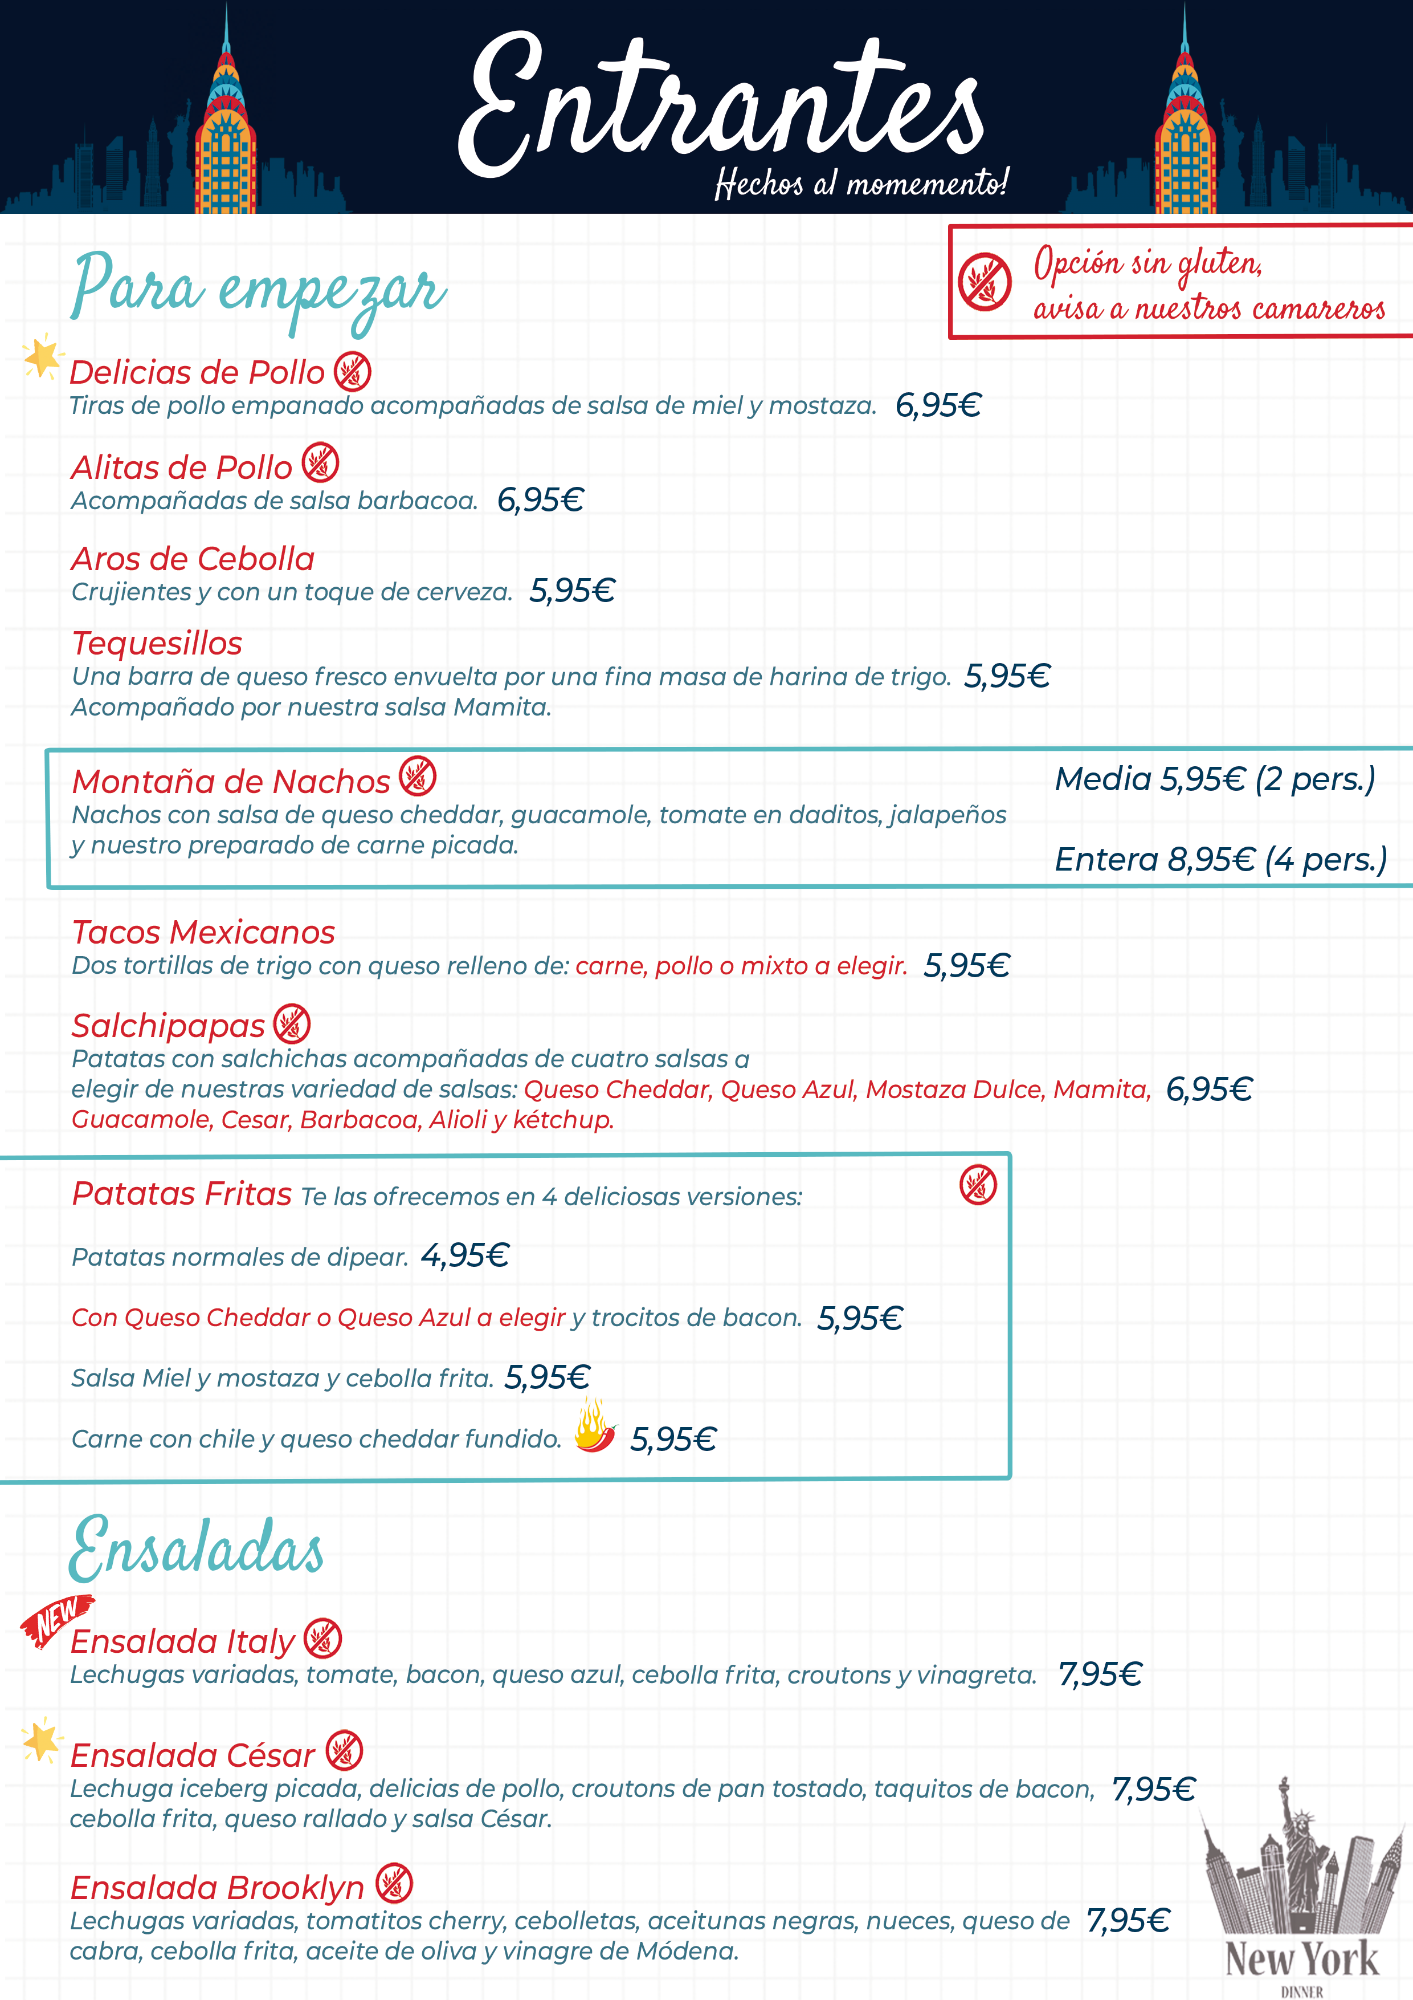 Entrantes
Hechos al momemento!
Opción sin gluten,
avisa a nuestros camareros
Para empezar
Delicias de Pollo
Tiras de pollo empanado acompañadas de salsa de miel y mostaza. 6,95€
Alitas de Pollo
Acompañadas de salsa barbacoa. 6,95€
Aros de Cebolla
Crujientes y con un toque de cerveza. 5,95€
Tequesillos
Una barra de queso fresco envuelta por una fina masa de harina de trigo. 5,95€
Acompañado por nuestra salsa Mamita.
Montaña de Nachos
Media 5,95€ (2 pers.)
Nachos con salsa de queso cheddar, guacamole, tomate en daditos, jalapeños
y nuestro preparado de carne picada.
Entera 8,95€ (4 pers.)
Tacos Mexicanos
Dos tortillas de trigo con queso relleno de: carne, pollo o mixto a elegir. 5,95€
Salchipapas
Patatas con salchichas acompañadas de cuatro salsas a
elegir de nuestras variedad de salsas: Queso Cheddar, Queso Azul, Mostaza Dulce, Mamita, 6,95€
Guacamole, Cesar, Barbacoa, Alioli y kétchup.
Patatas Fritas Te las ofrecemos en 4 deliciosas versiones:
Patatas normales de dipear. 4,95€
Con Queso Cheddar o Queso Azul a elegir y trocitos de bacon. 5,95€
Salsa Miel y mostaza y cebolla frita. 5,95€
Carne con chile y queso cheddar fundido. 5,95€
Ensaladas
NEW
Ensalada Italy
Lechugas variadas, tomate, bacon, queso azul, cebolla frita, croutons y vinagreta. 7,95€
Ensalada César
Lechuga iceberg picada, delicias de pollo, croutons de pan tostado, taquitos de bacon, 7,95€
cebolla frita, queso rallado y salsa César.
Ensalada Brooklyn
Lechugas variadas, tomatitos cherry, cebolletas, aceitunas negras, nueces, queso de 7,95€
cabra, cebolla frita, aceite de oliva y vinagre de Módena.
New York
DINNER